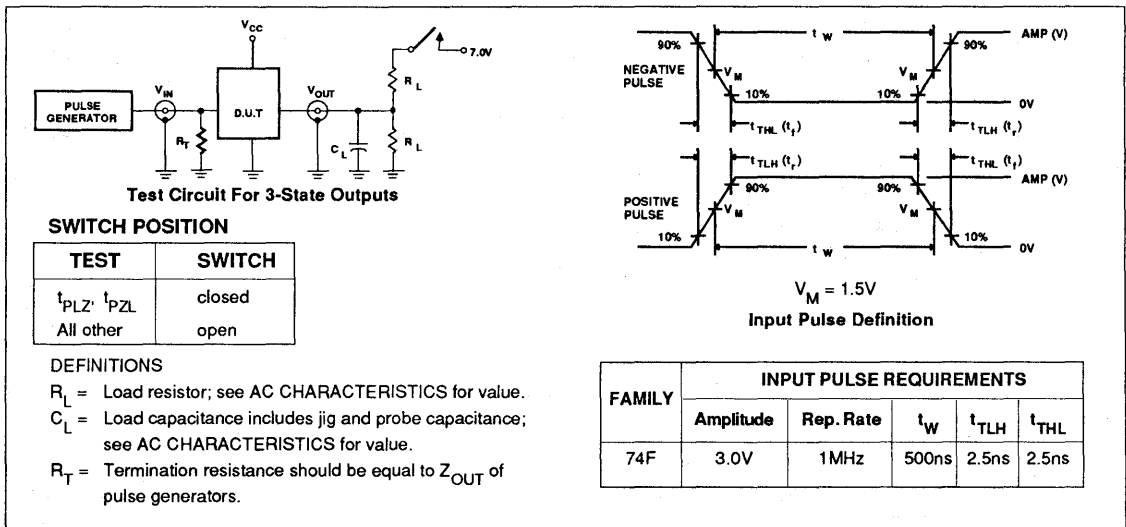 VCC
7.0V
RL
PULSE GENERATOR
VIN
D.U.T
VOUT
RT
CL
RL
Test Circuit For 3-State Outputs
SWITCH POSITION
TEST SWITCH
tPLZ, tPZL closed
All other open
DEFINITIONS
RL = Load resistor; see AC CHARACTERISTICS for value.
CL = Load capacitance includes jig and probe capacitance;
see AC CHARACTERISTICS for value.
RT = Termination resistance should be equal to ZOUT of
pulse generators.
tW AMP (V)
90% 90%
NEGATIVE
PULSE
VM VM
10% 10%
0V
tTHL (tf) tTLH (tr)
tTLH (tr) tTHL (tf)
AMP (V)
90% 90%
POSITIVE
PULSE
VM VM
10% 10%
tW 0V
VM = 1.5V
Input Pulse Definition
FAMILY INPUT PULSE REQUIREMENTS
Amplitude Rep. Rate tW tTLH tTHL
74F 3.0V 1MHz 500ns 2.5ns 2.5ns